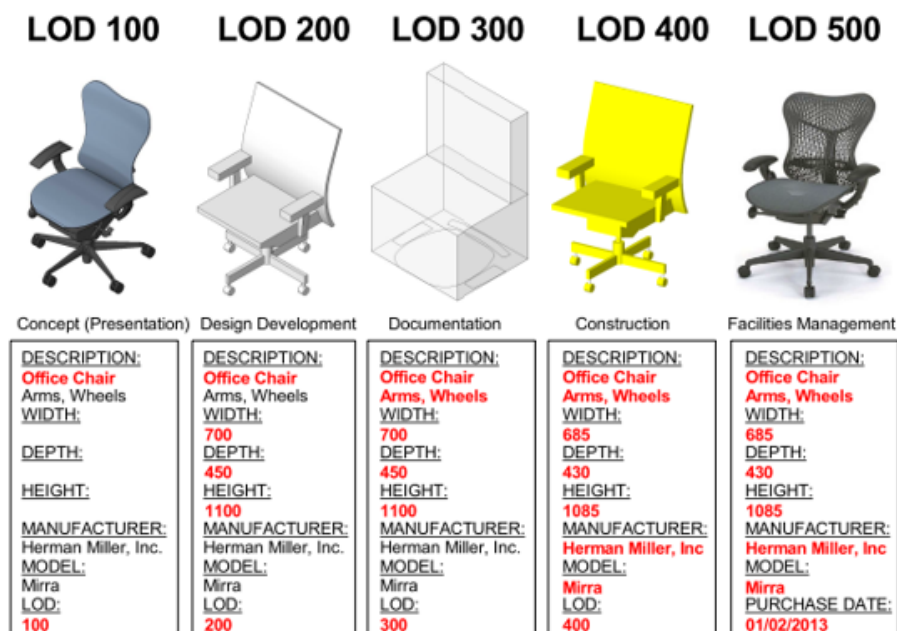 LOD 100
LOD 200
LOD 300
LOD 400
LOD 500
Concept (Presentation)
Design Development
Documentation
Construction
Facilities Management
DESCRIPTION:
Office Chair
Arms, Wheels
WIDTH:
DEPTH:
HEIGHT:
MANUFACTURER:
Herman Miller, Inc.
MODEL:
Mirra
LOD:
100
DESCRIPTION:
Office Chair
Arms, Wheels
WIDTH:
700
DEPTH:
450
HEIGHT:
1100
MANUFACTURER:
Herman Miller, Inc.
MODEL:
Mirra
LOD:
200
DESCRIPTION:
Office Chair
Arms, Wheels
WIDTH:
700
DEPTH:
450
HEIGHT:
1100
MANUFACTURER:
Herman Miller, Inc.
MODEL:
Mirra
LOD:
300
DESCRIPTION:
Office Chair
Arms, Wheels
WIDTH:
685
DEPTH:
430
HEIGHT:
1085
MANUFACTURER:
Herman Miller, Inc
MODEL:
Mirra
LOD:
400
DESCRIPTION:
Office Chair
Arms, Wheels
WIDTH:
685
DEPTH:
430
HEIGHT:
1085
MANUFACTURER:
Herman Miller, Inc
MODEL:
Mirra
PURCHASE DATE:
01/02/2013